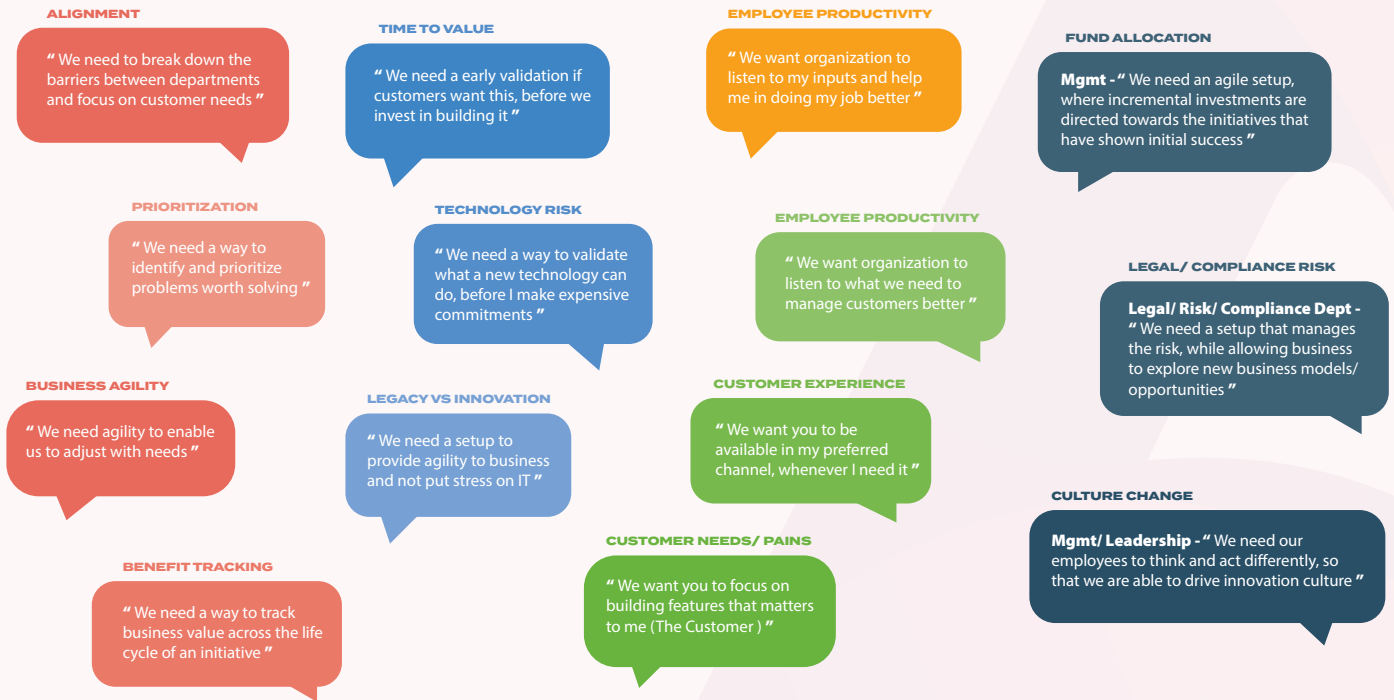 ALIGNMENT
“ We need to break down the
barriers between departments
and focus on customer needs ”
TIME TO VALUE
“ We need a early validation if
customers want this, before we
invest in building it ”
EMPLOYEE PRODUCTIVITY
“ We want organization to
listen to my inputs and help
me in doing my job better ”
FUND ALLOCATION
Mgmt - “ We need an agile setup,
where incremental investments are
directed towards the initiatives that
have shown initial success ”
PRIORITIZATION
“ We need a way to
identify and prioritize
problems worth solving ”
TECHNOLOGY RISK
“ We need a way to validate
what a new technology can
do, before I make expensive
commitments ”
EMPLOYEE PRODUCTIVITY
“ We want organization to
listen to what we need to
manage customers better ”
LEGAL/ COMPLIANCE RISK
Legal/ Risk/ Compliance Dept -
“ We need a setup that manages
the risk, while allowing business
to explore new business models/
opportunities ”
BUSINESS AGILITY
“ We need agility to enable
us to adjust with needs ”
LEGACY VS INNOVATION
“ We need a setup to
provide agility to business
and not put stress on IT ”
CUSTOMER EXPERIENCE
“ We want you to be
available in my preferred
channel, whenever I need it ”
CULTURE CHANGE
Mgmt/ Leadership - “ We need our
employees to think and act differently, so
that we are able to drive innovation culture ”
BENEFIT TRACKING
“ We need a way to track
business value across the life
cycle of an initiative ”
CUSTOMER NEEDS/ PAINS
“ We want you to focus on
building features that matters
to me (The Customer ) ”